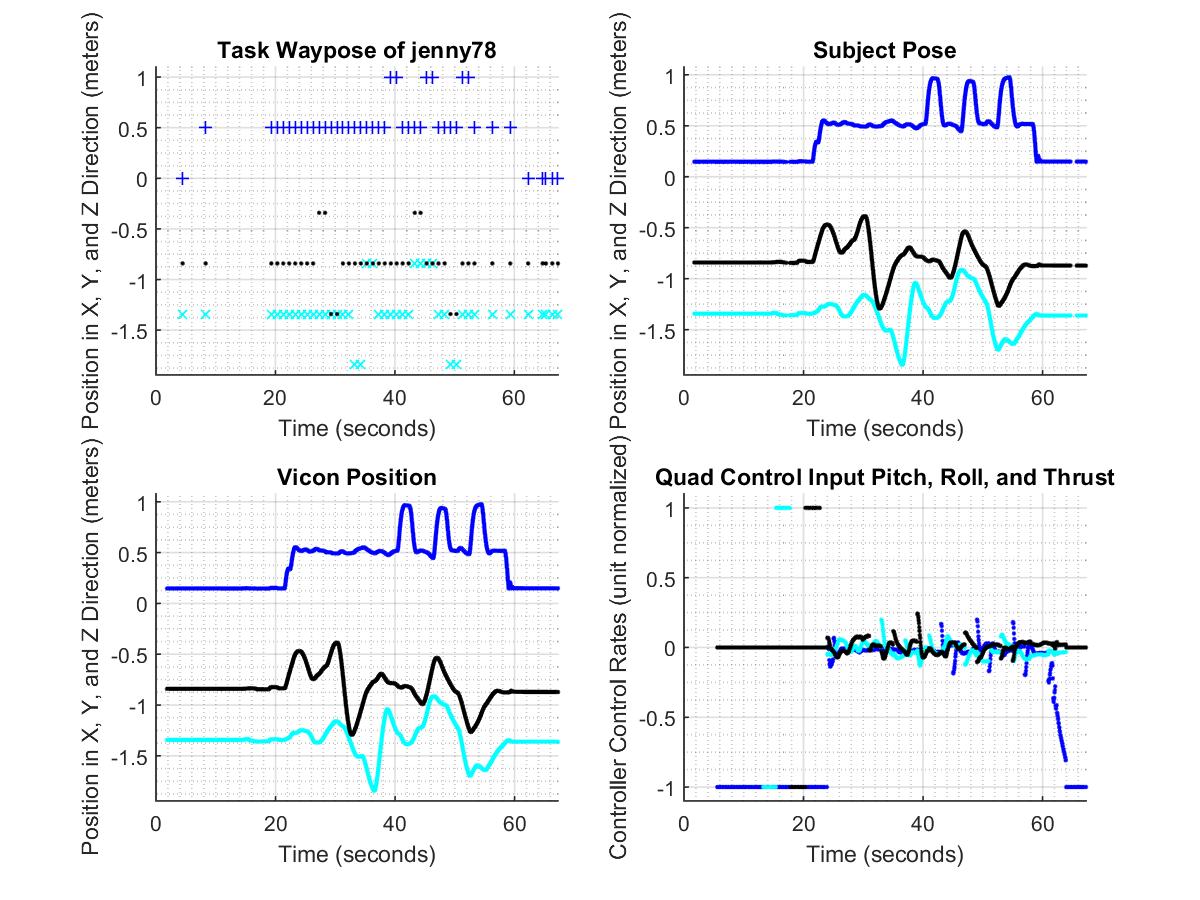 Task Waypose of jenny78
Position in X, Y, and Z Direction (meters)
1
0.5
0
-0.5
-1
-1.5
0 20 40 60
Time (seconds)
Subject Pose
Position in X, Y, and Z Direction (meters)
1
0.5
0
-0.5
-1
-1.5
0 20 40 60
Time (seconds)
Vicon Position
Position in X, Y, and Z Direction (meters)
1
0.5
0
-0.5
-1
-1.5
0 20 40 60
Time (seconds)
Quad Control Input Pitch, Roll, and Thrust
Controller Control Rates (unit normalized)
1
0.5
0
-0.5
-1
0 20 40 60
Time (seconds)